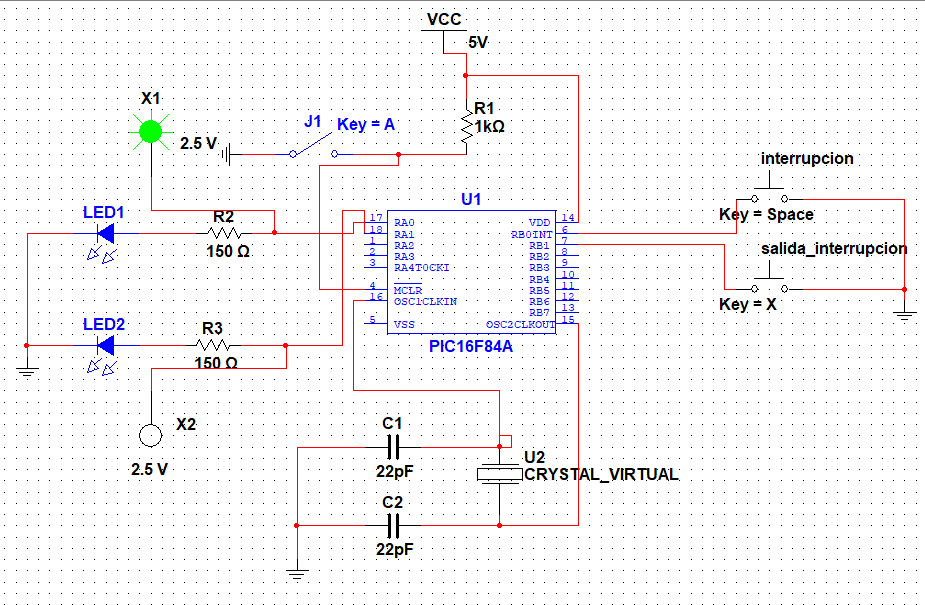 VCC
5V
X1
2.5 V
J1
Key = A
R1
1kΩ
interrupcion
Key = Space
U1
LED1
R2
150 Ω
17
18
1
2
3
4
16
5
RA0
RA1
RA2
RA3
RA4T0CKI
MCLR
OSC1CLKIN
VSS
VDD
RB0INT
RB1
RB2
RB3
RB4
RB5
RB6
RB7
OSC2CLKOUT
14
6
7
8
9
10
11
12
13
15
PIC16F84A
salida_interrupcion
Key = X
LED2
R3
150 Ω
X2
2.5 V
C1
22pF
U2
CRYSTAL_VIRTUAL
C2
22pF